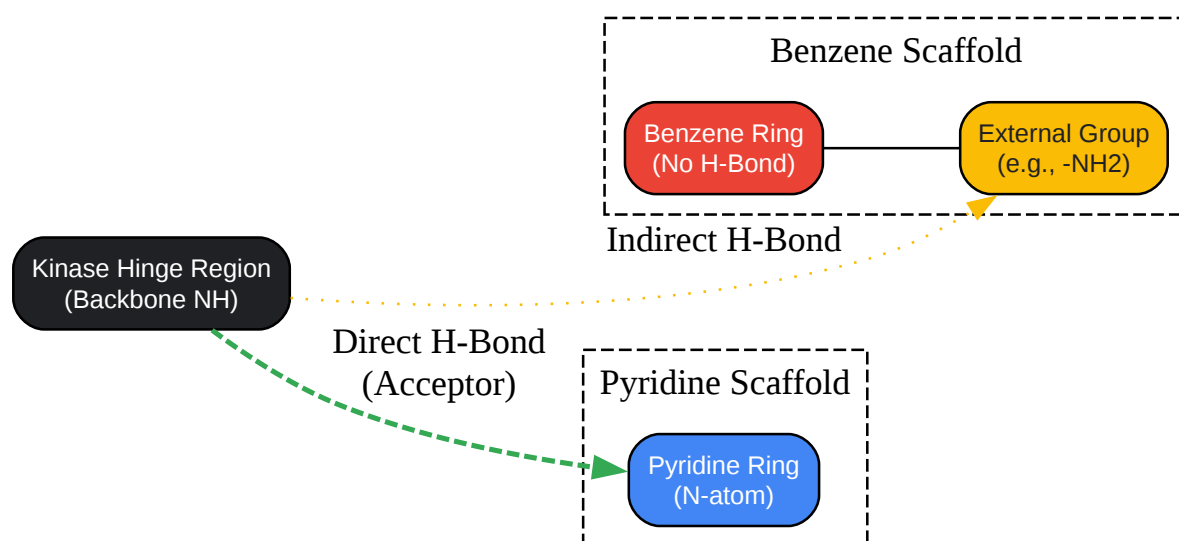 Benzene Scaffold
Benzene Ring
(No H-Bond)
External Group
(e.g., -NH2)
Indirect H-Bond
Kinase Hinge Region
(Backbone NH)
Direct H-Bond
(Acceptor)
Pyridine Scaffold
Pyridine Ring
(N-atom)